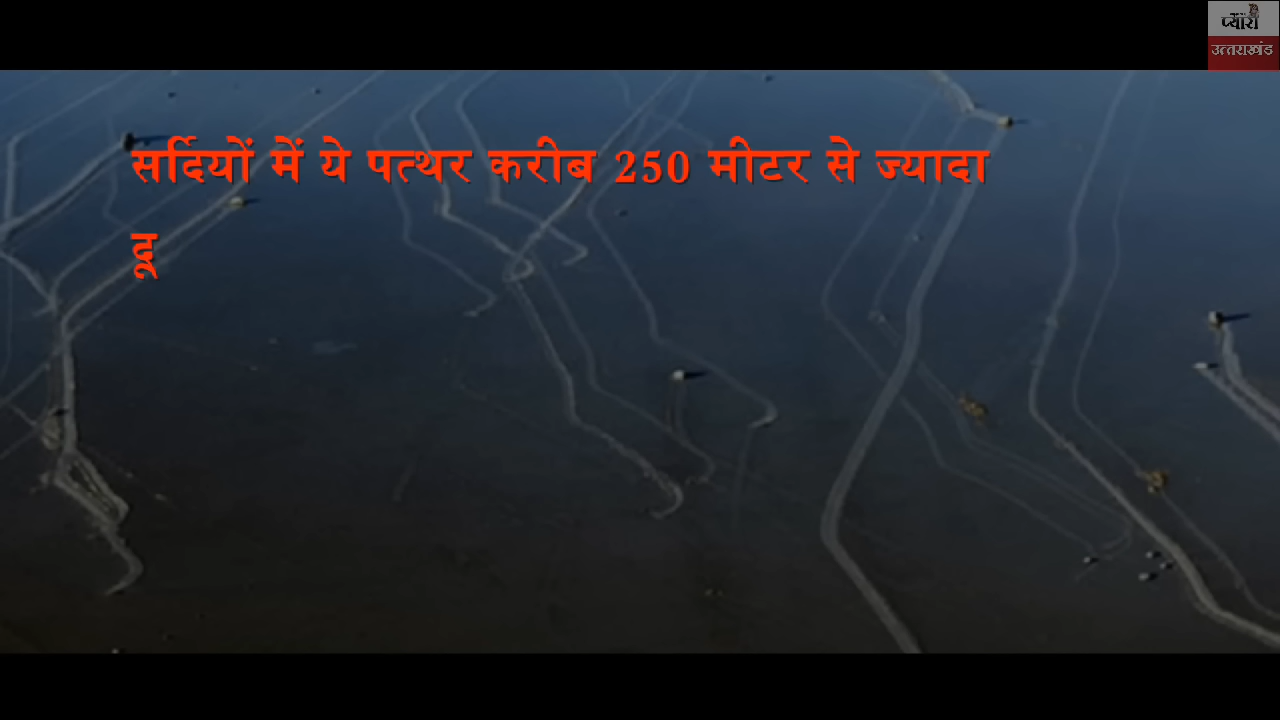 प्यारा
उत्तराखंड
सर्दियों में ये पत्थर करीब 250 मीटर से ज्यादा
दू